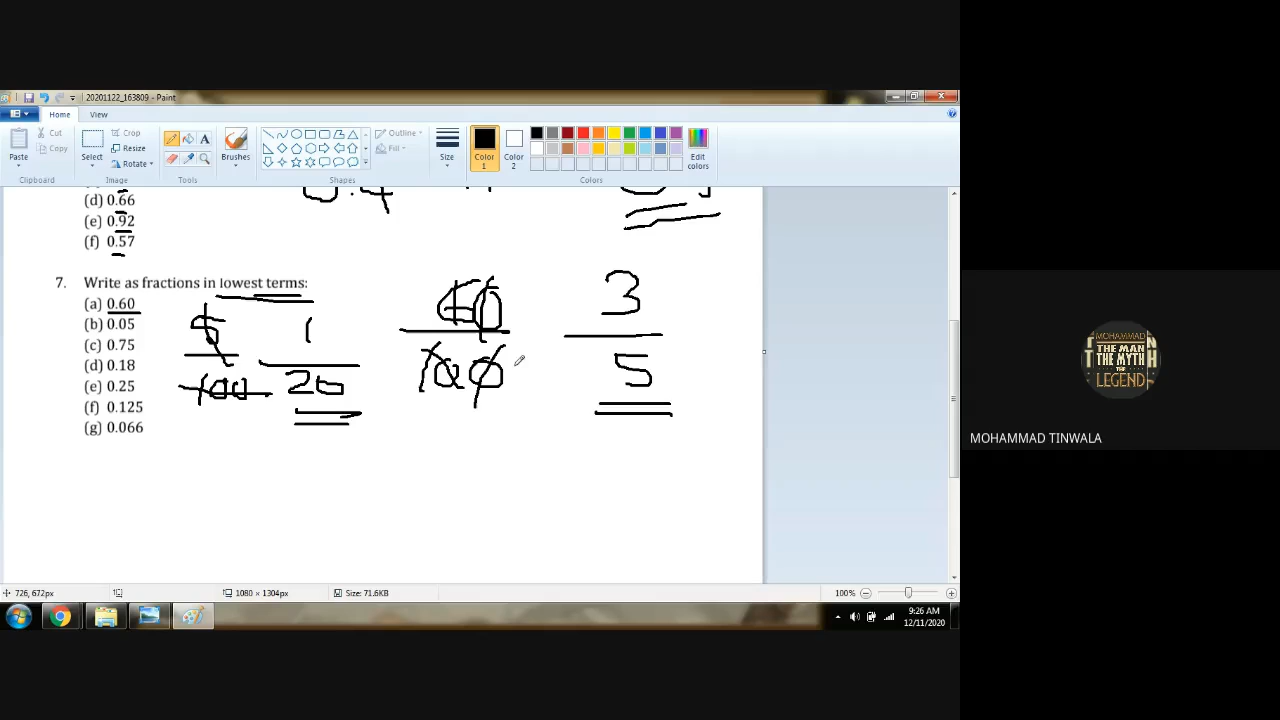 20201122_163809 - Paint
Home View
Paste
Cut
Copy
Clipboard
Select
Crop
Resize
Rotate
Image
Tools
Brushes
Shapes
Outline
Fill
Size
Color 1
Color 2
Edit colors
Colors
(d) 0.66
(e) 0.92
(f) 0.57
7. Write as fractions in lowest terms:
(a) 0.60
(b) 0.05
(c) 0.75
(d) 0.18
(e) 0.25
(f) 0.125
(g) 0.066
5 1
100 20
60 3
100 5
726, 672px
1080 × 1304px
Size: 71.6KB
100%
9:26 AM
12/11/2020
MOHAMMAD
THE MAN
THE MYTH
THE
LEGEND
MOHAMMAD TINWALA